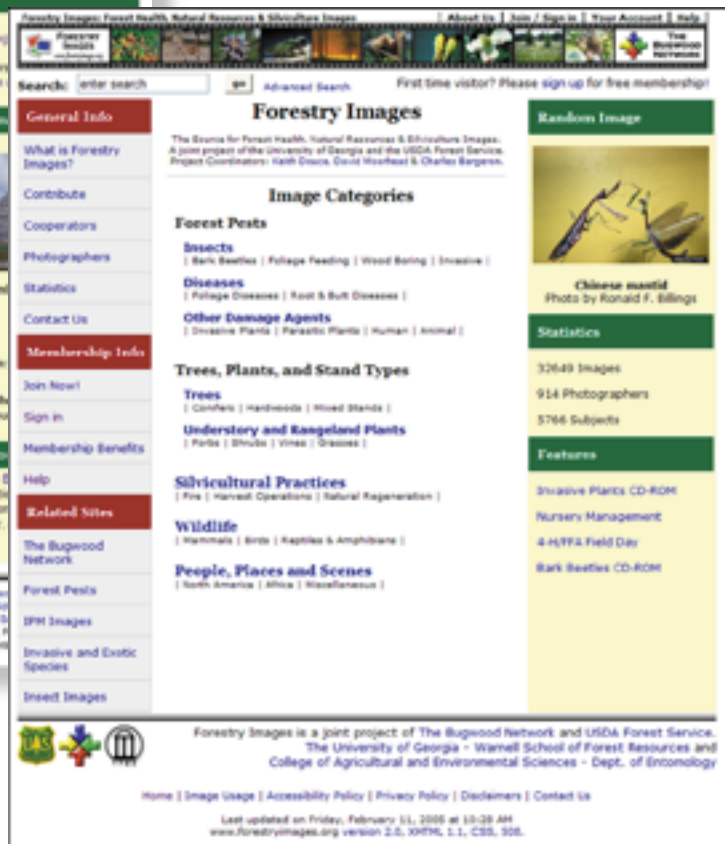 Forestry Images: Forest Health, Natural Resources & Silviculture Images
| About Us | Join / Sign in | Your Account | Help |
FORESTRY IMAGES
THE BUGWOOD NETWORK
Search: enter search go Advanced Search First time visitor? Please sign up for free membership!
General Info
What is Forestry
Images?
Contribute
Cooperators
Photographers
Statistics
Contact Us
Membership Info
Join Now!
Sign in
Membership Benefits
Help
Related Sites
The Bugwood
Network
Forest Pests
IPM Images
Invasive and Exotic
Species
Insect Images
Forestry Images
The Source for Forest Health, Natural Resources & Silviculture Images.
A joint project of the University of Georgia and the USDA Forest Service.
Project Coordinators: Keith Douce, David Moorhead & Charles Bargeron.
Image Categories
Forest Pests
Insects
| Bark Beetles | Foliage Feeding | Wood Boring | Invasive |
Diseases
| Foliage Diseases | Root & Butt Diseases |
Other Damage Agents
| Invasive Plants | Parasitic Plants | Human | Animal |
Trees, Plants, and Stand Types
Trees
| Conifers | Hardwoods | Mixed Stands |
Understory and Rangeland Plants
| Forbs | Shrubs | Vines | Grasses |
Silvicultural Practices
| Fire | Harvest Operations | Natural Regeneration |
Wildlife
| Mammals | Birds | Reptiles & Amphibians |
People, Places and Scenes
| North America | Africa | Miscellaneous |
Random Image
Chinese mantid
Photo by Ronald F. Billings
Statistics
32649 Images
914 Photographers
5766 Subjects
Features
Invasive Plants CD-ROM
Nursery Management
4-H/FFA Field Day
Bark Beetles CD-ROM
US
Forestry Images is a joint project of The Bugwood Network and USDA Forest Service.
The University of Georgia - Warnell School of Forest Resources and
College of Agricultural and Environmental Sciences - Dept. of Entomology
Home | Image Usage | Accessibility Policy | Privacy Policy | Disclaimers | Contact Us
Last updated on Friday, February 11, 2005 at 10:28 AM
www.forestryimages.org version 2.0, XHTML 1.1, CSS, 508.